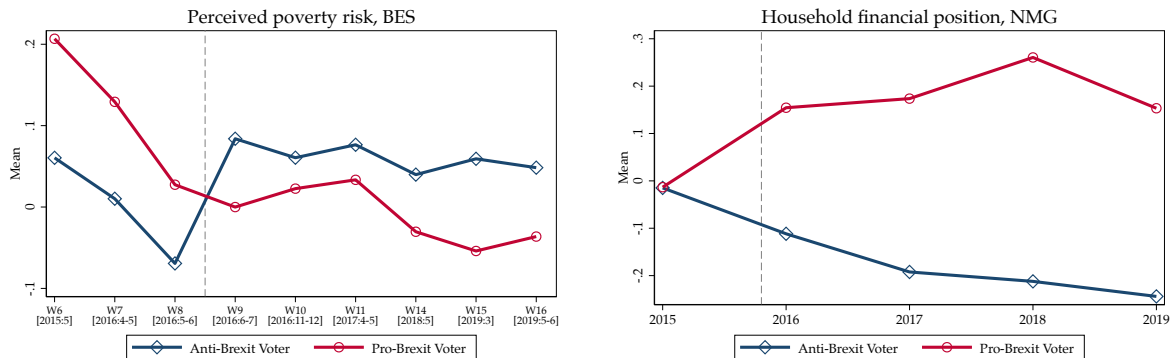 Perceived poverty risk, BES
Mean
.2
.1
0
-.1
W6 W7 W8 W9 W10 W11 W14 W15 W16
[2015:5] [2016:4-5] [2016:5-6] [2016:6-7] [2016:11-12] [2017:4-5] [2018:5] [2019:3] [2019:5-6]
Anti-Brexit Voter Pro-Brexit Voter
Household financial position, NMG
Mean
.3
.2
.1
0
-.1
-.2
2015 2016 2017 2018 2019
Anti-Brexit Voter Pro-Brexit Voter